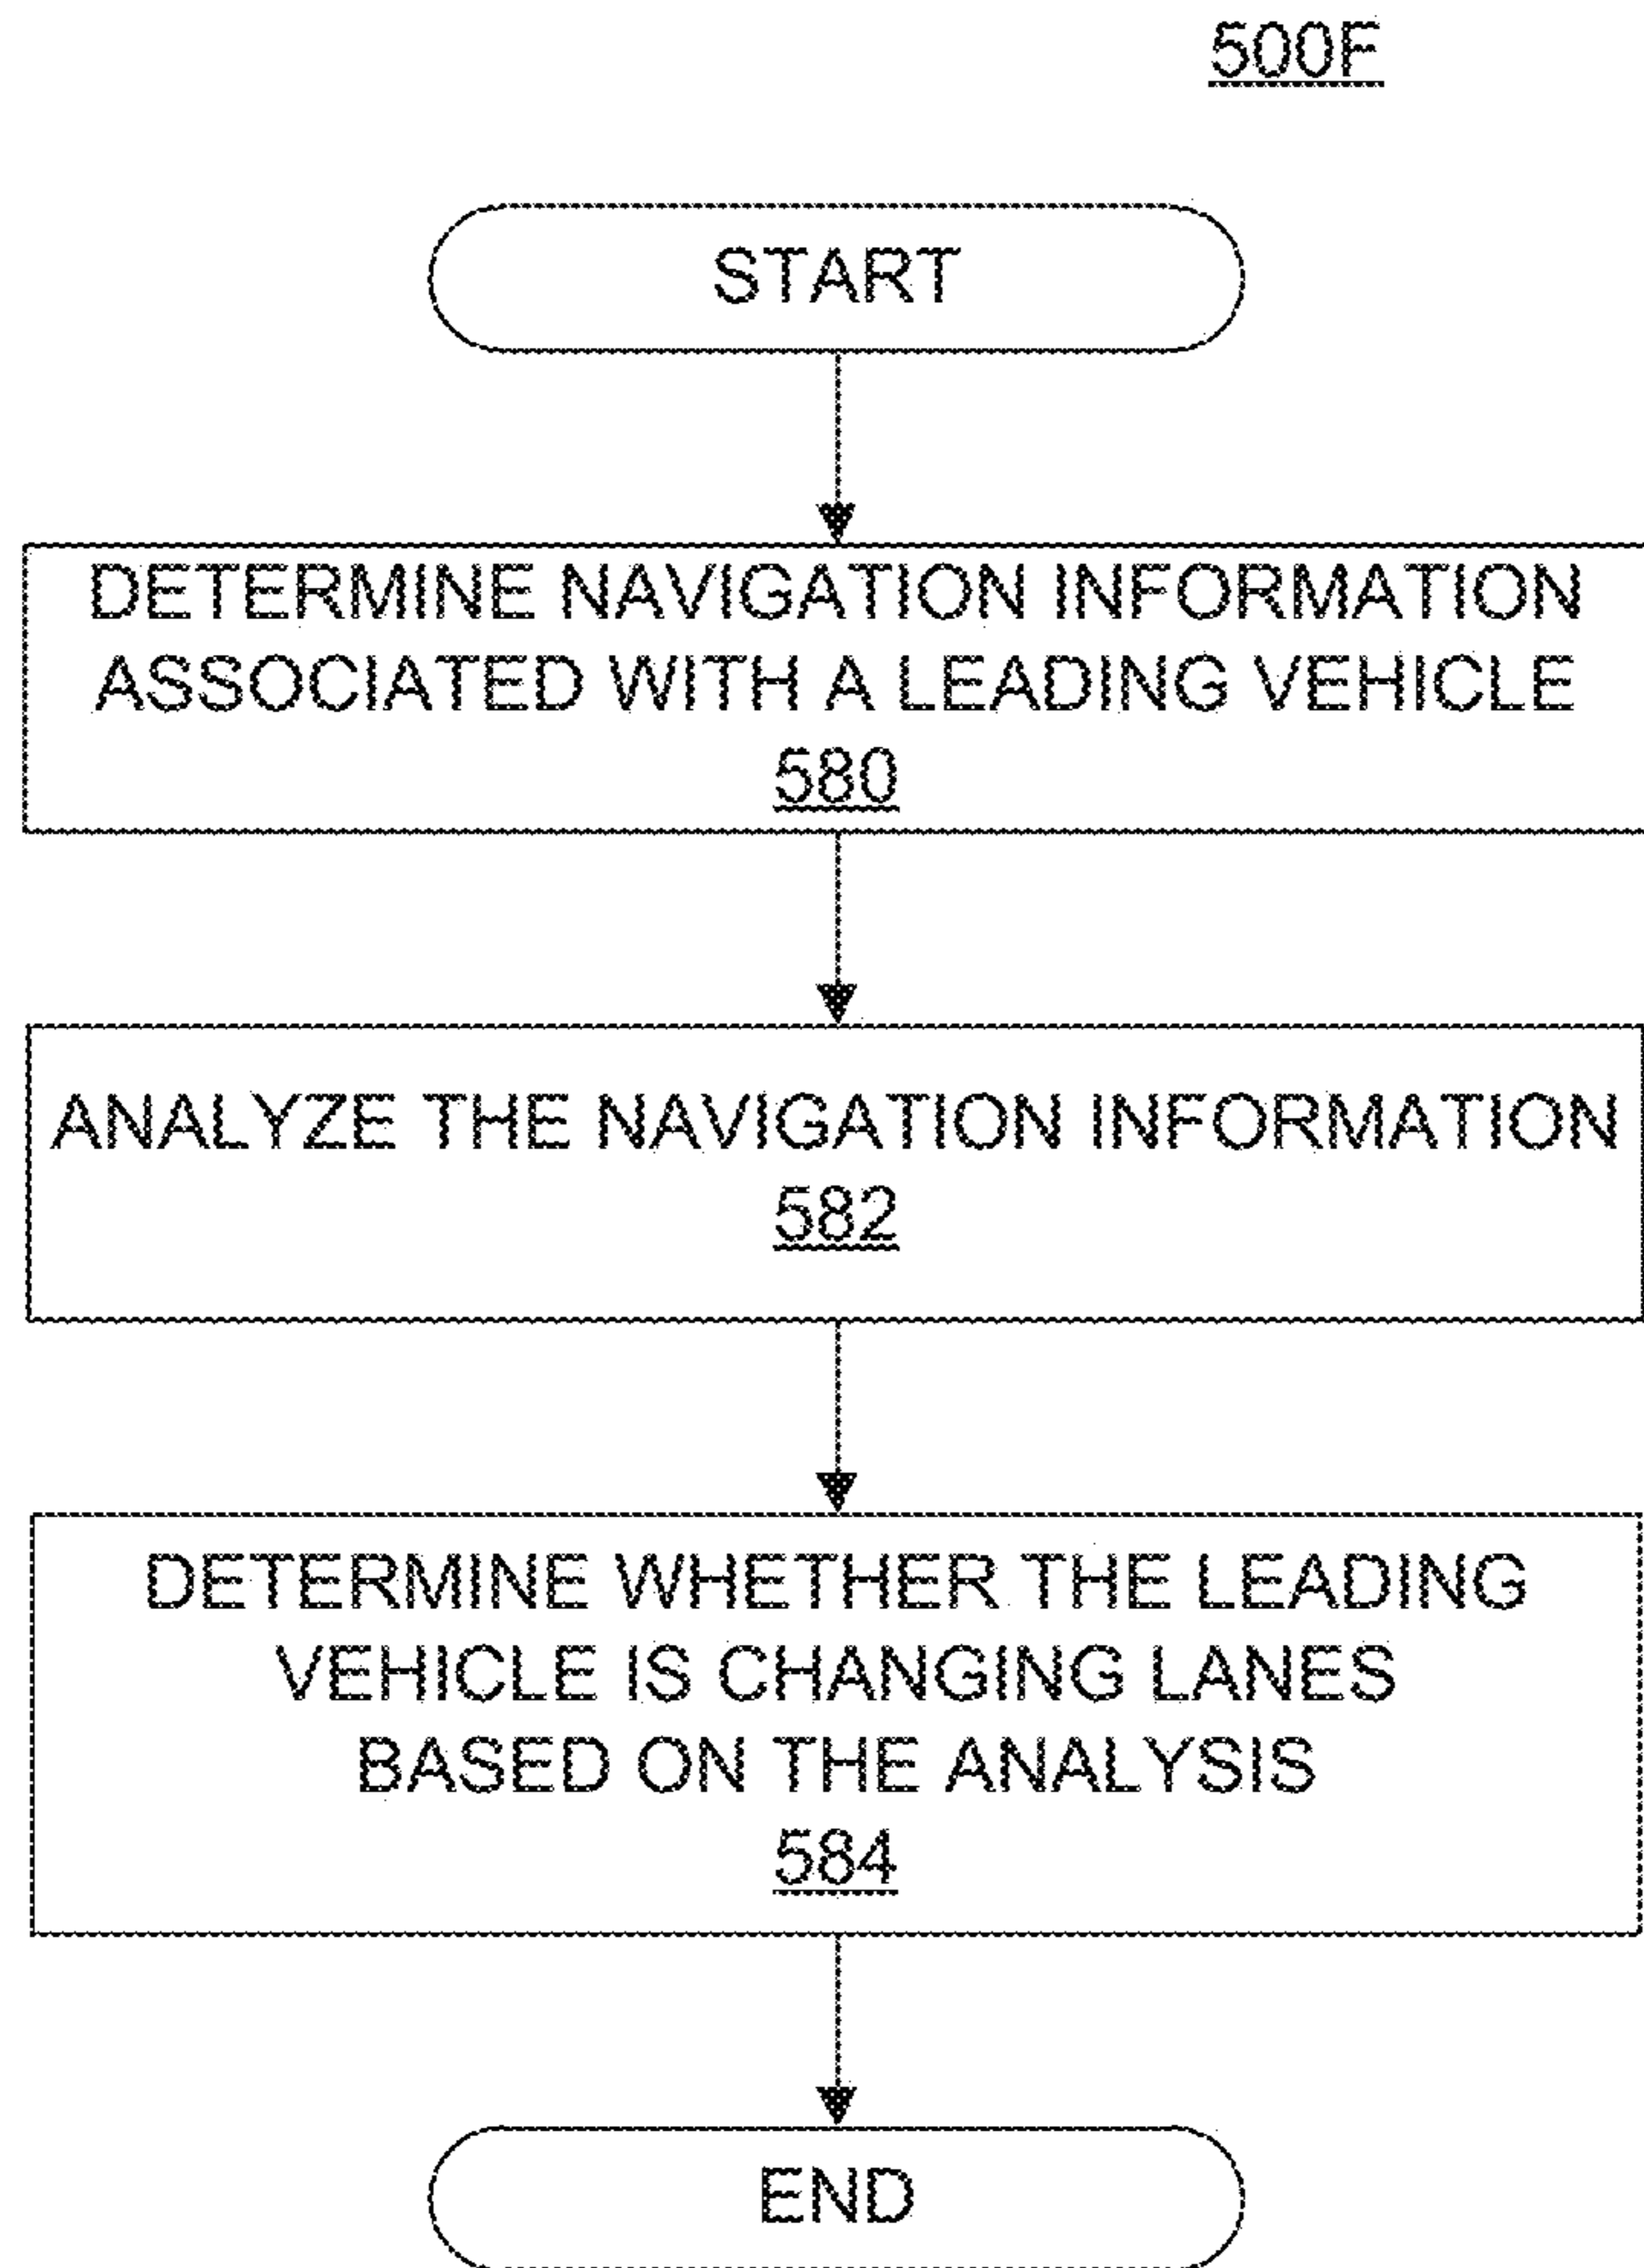 500F
START
DETERMINE NAVIGATION INFORMATION
ASSOCIATED WITH A LEADING VEHICLE
580
ANALYZE THE NAVIGATION INFORMATION
582
DETERMINE WHETHER THE LEADING
VEHICLE IS CHANGING LANES
BASED ON THE ANALYSIS
584
END